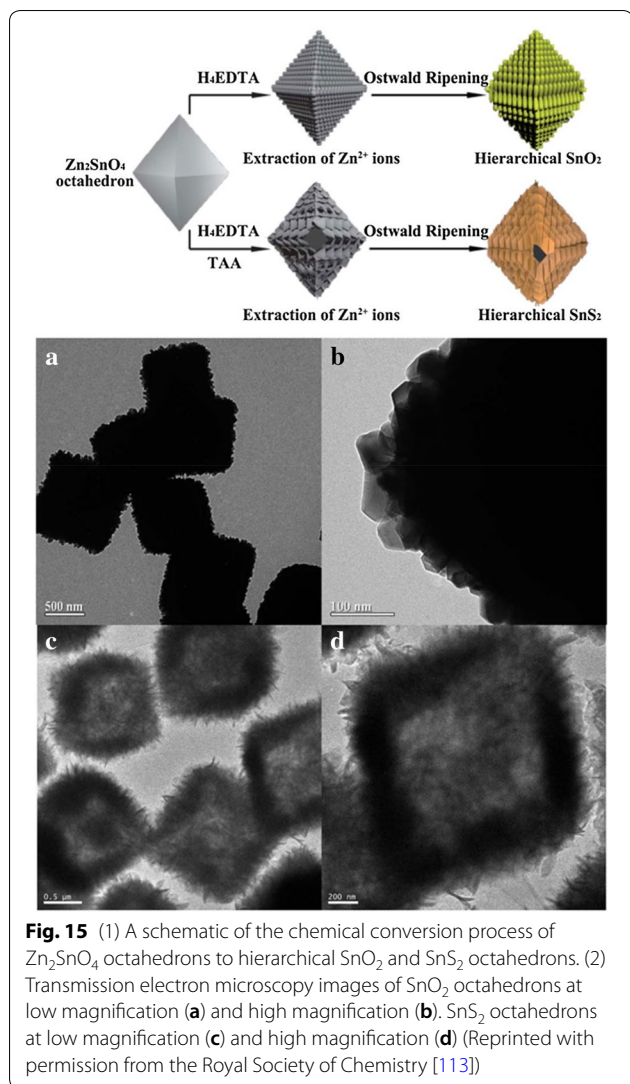 H₄EDTA
Ostwald Ripening
Zn₂SnO₄
octahedron
Extraction of Zn²⁺ ions
Hierarchical SnO₂
H₄EDTA
Ostwald Ripening
TAA
Extraction of Zn²⁺ ions
Hierarchical SnS₂
a
b
500 nm
100 nm
c
d
0.5 µm
200 nm
Fig. 15 (1) A schematic of the chemical conversion process of
Zn₂SnO₄ octahedrons to hierarchical SnO₂ and SnS₂ octahedrons. (2)
Transmission electron microscopy images of SnO₂ octahedrons at
low magnification (a) and high magnification (b). SnS₂ octahedrons
at low magnification (c) and high magnification (d) (Reprinted with
permission from the Royal Society of Chemistry [113])